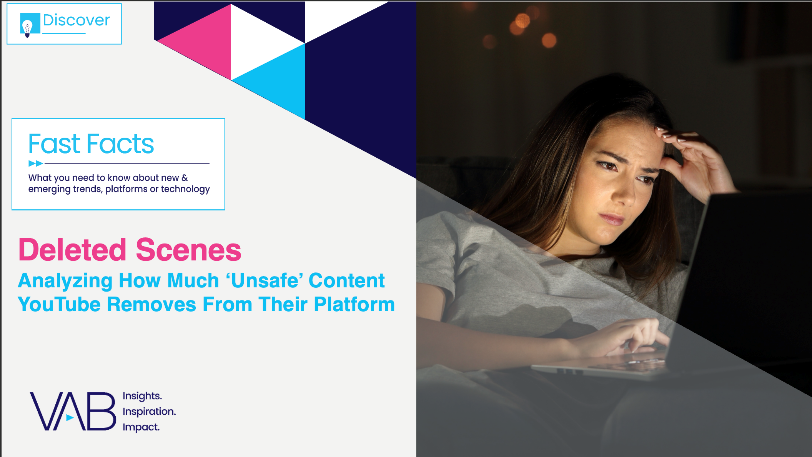 Discover
Fast Facts
What you need to know about new &
emerging trends, platforms or technology
Deleted Scenes
Analyzing How Much ‘Unsafe’ Content
YouTube Removes From Their Platform
VAB
Insights.
Inspiration.
Impact.